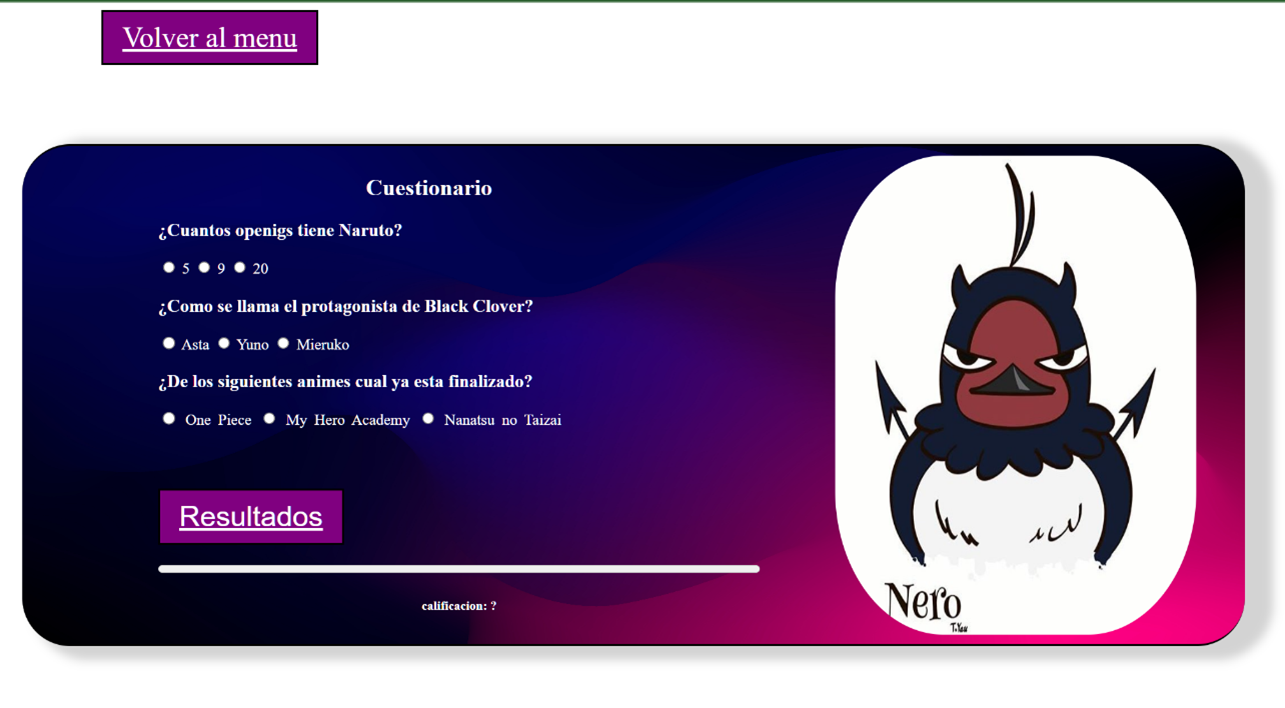 Volver al menu
Cuestionario
¿Cuantos openigs tiene Naruto?
5 9 20
¿Como se llama el protagonista de Black Clover?
Asta Yuno Mieruko
¿De los siguientes animes cual ya esta finalizado?
One Piece My Hero Academy Nanatsu no Taizai
Resultados
calificacion: ?
Nero